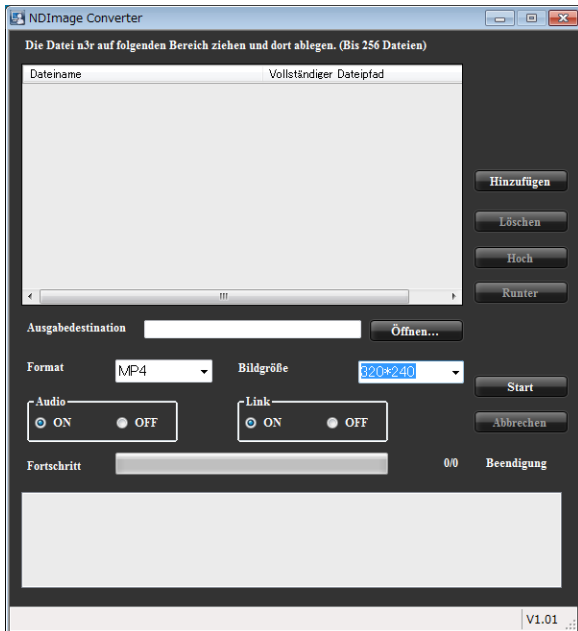 NDImage Converter
Die Datei n3r auf folgenden Bereich ziehen und dort ablegen. (Bis 256 Dateien)
Dateiname Vollständiger Dateipfad
Hinzufügen
Löschen
Hoch
Runter
Ausgabedestination Öffnen...
Format MP4 Bildgröße 320*240
Start
Audio Link
ON OFF ON OFF
Abbrechen
Fortschritt 0/0 Beendigung
V1.01